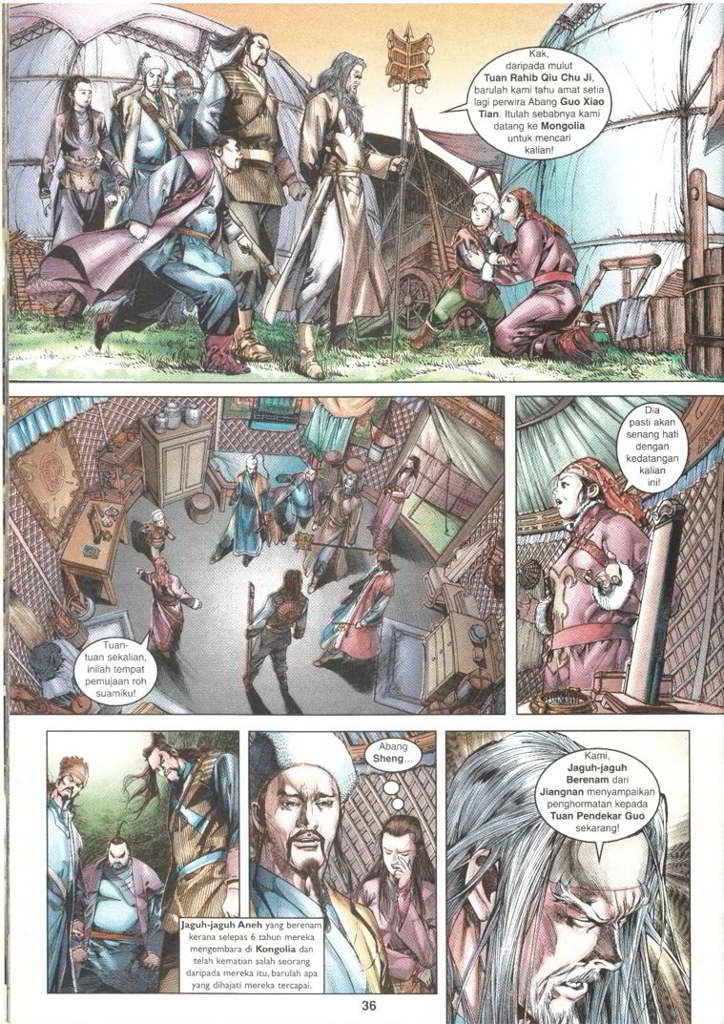 Kak,
daripada mulut
Tuan Rahib Qiu Chu Ji,
barulah kami tahu amat setia
lagi perwira Abang Guo Xiao
Tian. Itulah sebabnya kami
datang ke Mongolia
untuk mencari
kalian!
Tuan-
tuan sekalian,
inilah tempat
pemujaan roh
suamiku!
Dia
pasti akan
senang hati
dengan
kedatangan
kalian
ini!
Jaguh-jaguh Aneh yang berenam
kerana selepas 6 tahun mereka
mengembara di Kongolia dan
telah kematian salah seorang
daripada mereka itu, barulah apa
yang dihajati mereka tercapai.
Abang
Sheng...
Kami,
Jaguh-jaguh
Berenam dari
Jiangnan menyampaikan
penghormatan kepada
Tuan Pendekar Guo
sekarang!
36